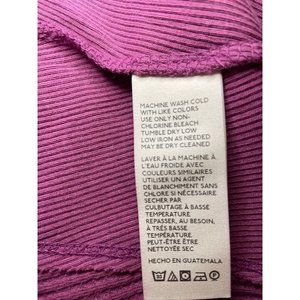 MACHINE WASH COLD
WITH LIKE COLORS
USE ONLY NON-
CHLORINE BLEACH
TUMBLE DRY LOW
LOW IRON AS NEEDED
MAY BE DRY CLEANED
LAVER À LA MACHINE À
L'EAU FROIDE AVEC
COULEURS SIMILAIRES
UTILISER UN AGENT
DE BLANCHIMENT SANS
CHLORE SI NÉCESSAIRE
SÉCHER PAR
CULBUTAGE À BASSE
TEMPÉRATURE
REPASSER, AU BESOIN,
À TRÈS BASSE
TEMPÉRATURE.
PEUT-ÊTRE ÊTRE
NETTOYÉE SEC
HECHO EN GUATEMALA